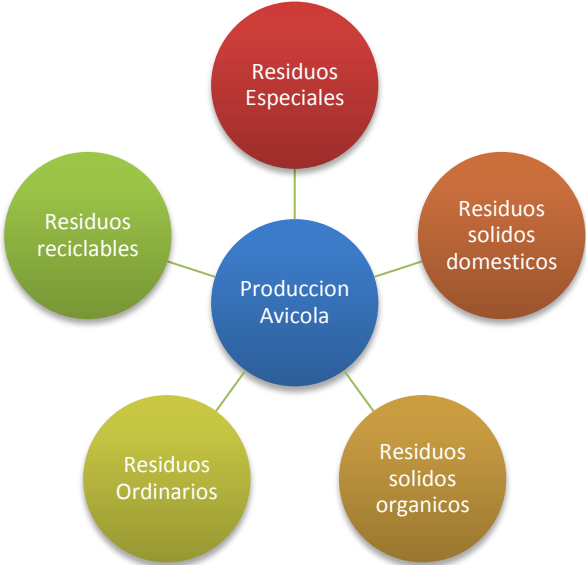 Residuos
Especiales
Residuos
reciclables
Residuos
solidos
domesticos
Produccion
Avicola
Residuos
Ordinarios
Residuos
solidos
organicos